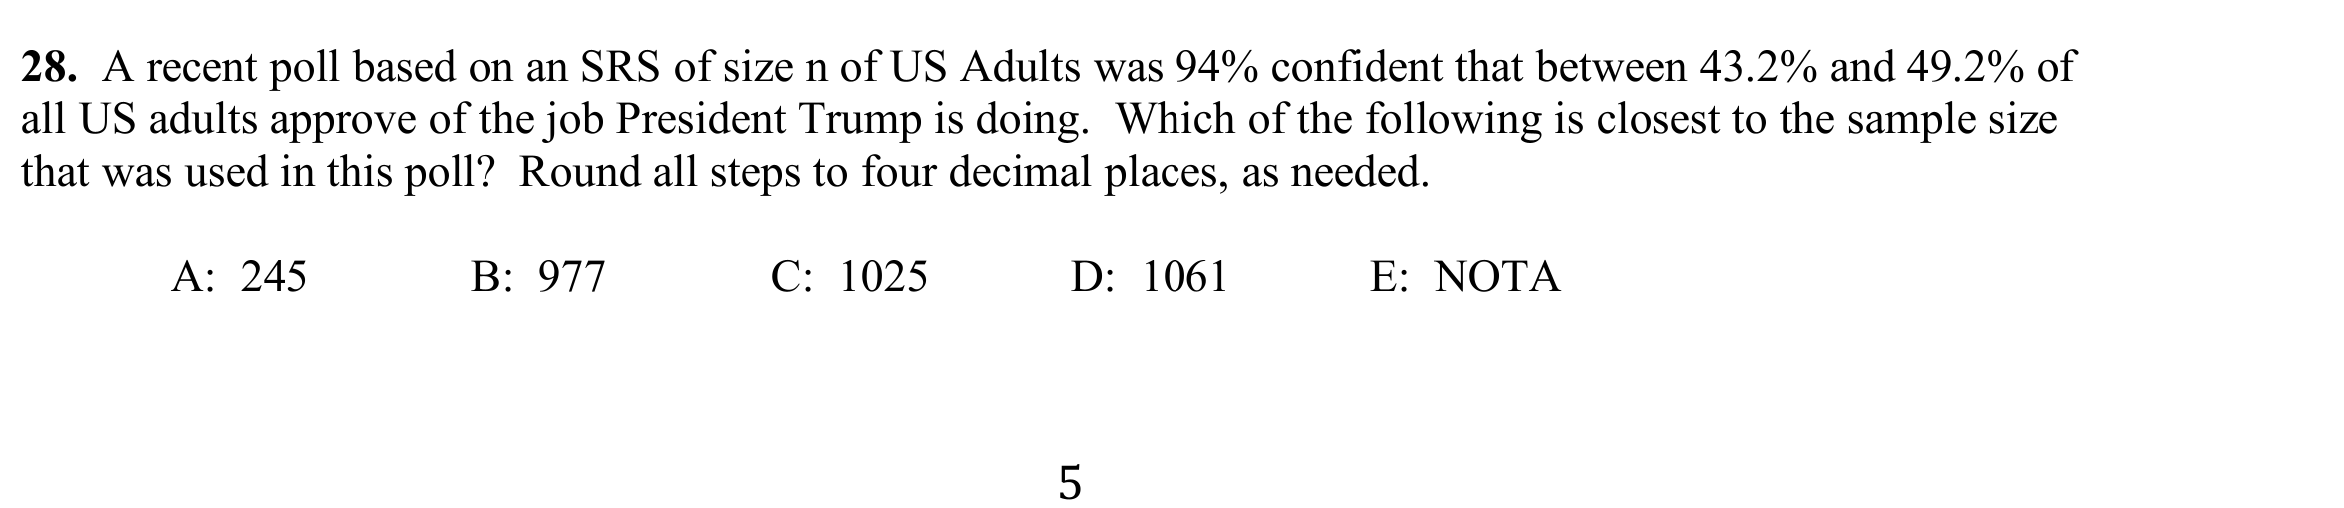 28. A recent poll based on an SRS of size n of US Adults was 94% confident that between 43.2% and 49.2% of
all US adults approve of the job President Trump is doing. Which of the following is closest to the sample size
that was used in this poll? Round all steps to four decimal places, as needed.
A: 245 B: 977 C: 1025 D: 1061 E: NOTA
5